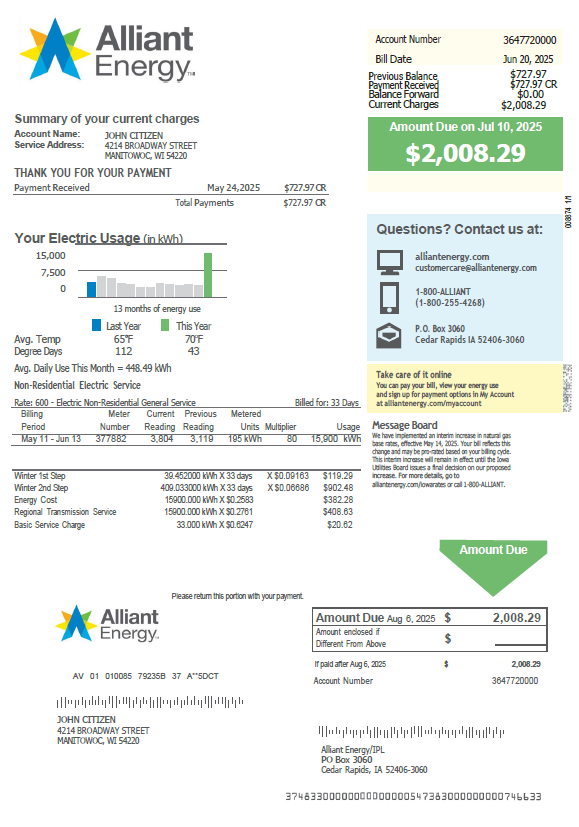 Alliant
Energy™
Account Number 3647720000
Bill Date Jun 20, 2025
Previous Balance $727.97
Payment Received $727.97 CR
Balance Forward $0.00
Current Charges $2,008.29
Amount Due on Jul 10, 2025
$2,008.29
Summary of your current charges
Account Name: JOHN CITIZEN
Service Address: 4214 BROADWAY STREET
MANITOWOC, WI 54220
THANK YOU FOR YOUR PAYMENT
Payment Received May 24,2025 $727.97 CR
Total Payments $727.97 CR
008874 1/1
Your Electric Usage (in kWh)
15,000
7,500
0
13 months of energy use
Last Year This Year
Avg. Temp 65°F 70°F
Degree Days 112 43
Avg. Daily Use This Month = 448.49 kWh
Non-Residential Electric Service
Questions? Contact us at:
alliantenergy.com
customercare@alliantenergy.com
1-800-ALLIANT
(1-800-255-4268)
P.O. Box 3060
Cedar Rapids IA 52406-3060
Take care of it online
You can pay your bill, view your energy use
and sign up for payment options in My Account
at alliantenergy.com/myaccount
Rate: 600 - Electric Non-Residential General Service Billed for: 33 Days
Billing Meter Current Previous Metered
Period Number Reading Reading Units Multiplier Usage
May 11 - Jun 13 377882 3,804 3,119 195 kWh 80 15,900 kWh
Winter 1st Step 39.452000 kWh X 33 days X $0.09163 $119.29
Winter 2nd Step 409.033000 kWh X 33 days X $0.06686 $902.48
Energy Cost 15900.000 kWh X $0.2583 $382.28
Regional Transmission Service 15900.000 kWh X $0.2761 $408.63
Basic Service Charge 33.000 kWh X $0.6247 $20.62
Message Board
We have implemented an interim increase in natural gas
base rates, effective May 14, 2025. Your bill reflects this
change and may be pro-rated based on your billing cycle.
This interim increase will remain in effect until the Iowa
Utilities Board issues a final decision on our proposed
increase. For more details, go to
alliantenergy.com/iowarates or call 1-800-ALLIANT.
Amount Due
Please return this portion with your payment.
Alliant
Energy™
Amount Due Aug 6, 2025 $ 2,008.29
Amount enclosed if
Different From Above $
If paid after Aug 6, 2025 $ 2,008.29
Account Number 3647720000
AV 01 010085 79235B 37 A**5DCT
JOHN CITIZEN
4214 BROADWAY STREET
MANITOWOC, WI 54220
Alliant Energy/IPL
PO Box 3060
Cedar Rapids, IA 52406-3060